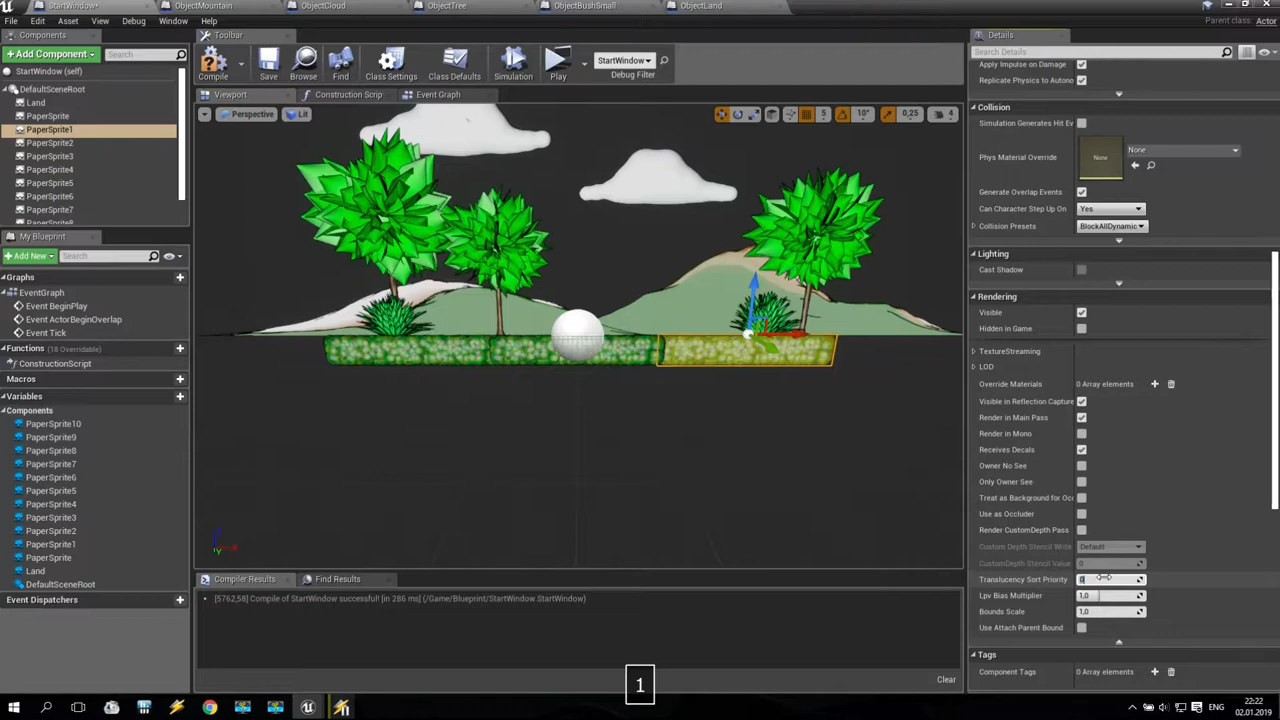 StartWindow*
ObjectMountain
ObjectCloud
ObjectTree
ObjectBushSmall
ObjectLand
File Edit Asset View Debug Window Help
Parent class: Actor
Components
+ Add Component
Search
StartWindow (self)
DefaultSceneRoot
Land
PaperSprite
PaperSprite1
PaperSprite2
PaperSprite3
PaperSprite4
PaperSprite5
PaperSprite6
PaperSprite7
My Blueprint
+ Add New
Search
Graphs
EventGraph
Event BeginPlay
Event ActorBeginOverlap
Event Tick
Functions (18 Overridable)
ConstructionScript
Macros
Variables
Components
PaperSprite10
PaperSprite9
PaperSprite8
PaperSprite7
PaperSprite6
PaperSprite5
PaperSprite4
PaperSprite3
PaperSprite2
PaperSprite1
PaperSprite
Land
DefaultSceneRoot
Event Dispatchers
Toolbar
Compile
Save
Browse
Find
Class Settings
Class Defaults
Simulation
Play
StartWindow
Debug Filter
Viewport
Construction Scrip
Event Graph
Perspective
Lit
5
10°
0,25
4
Compiler Results
Find Results
[5762,58] Compile of StartWindow successful! [in 286 ms] (/Game/Blueprint/StartWindow.StartWindow)
Clear
1
Details
Search Details
Apply Impulse on Damage
Replicate Physics to Autono
Collision
Simulation Generates Hit Ev
Phys Material Override
None
None
Generate Overlap Events
Can Character Step Up On
Yes
Collision Presets
BlockAllDynamic
Lighting
Cast Shadow
Rendering
Visible
Hidden in Game
TextureStreaming
LOD
Override Materials
0 Array elements
Visible in Reflection Capture
Render in Main Pass
Render in Mono
Receives Decals
Owner No See
Only Owner See
Treat as Background for Occ
Use as Occluder
Render CustomDepth Pass
Custom Depth Stencil Write
Default
CustomDepth Stencil Value
0
Translucency Sort Priority
0
Lpv Bias Multiplier
1,0
Bounds Scale
1,0
Use Attach Parent Bound
Tags
Component Tags
0 Array elements
ENG
22:22
02.01.2019